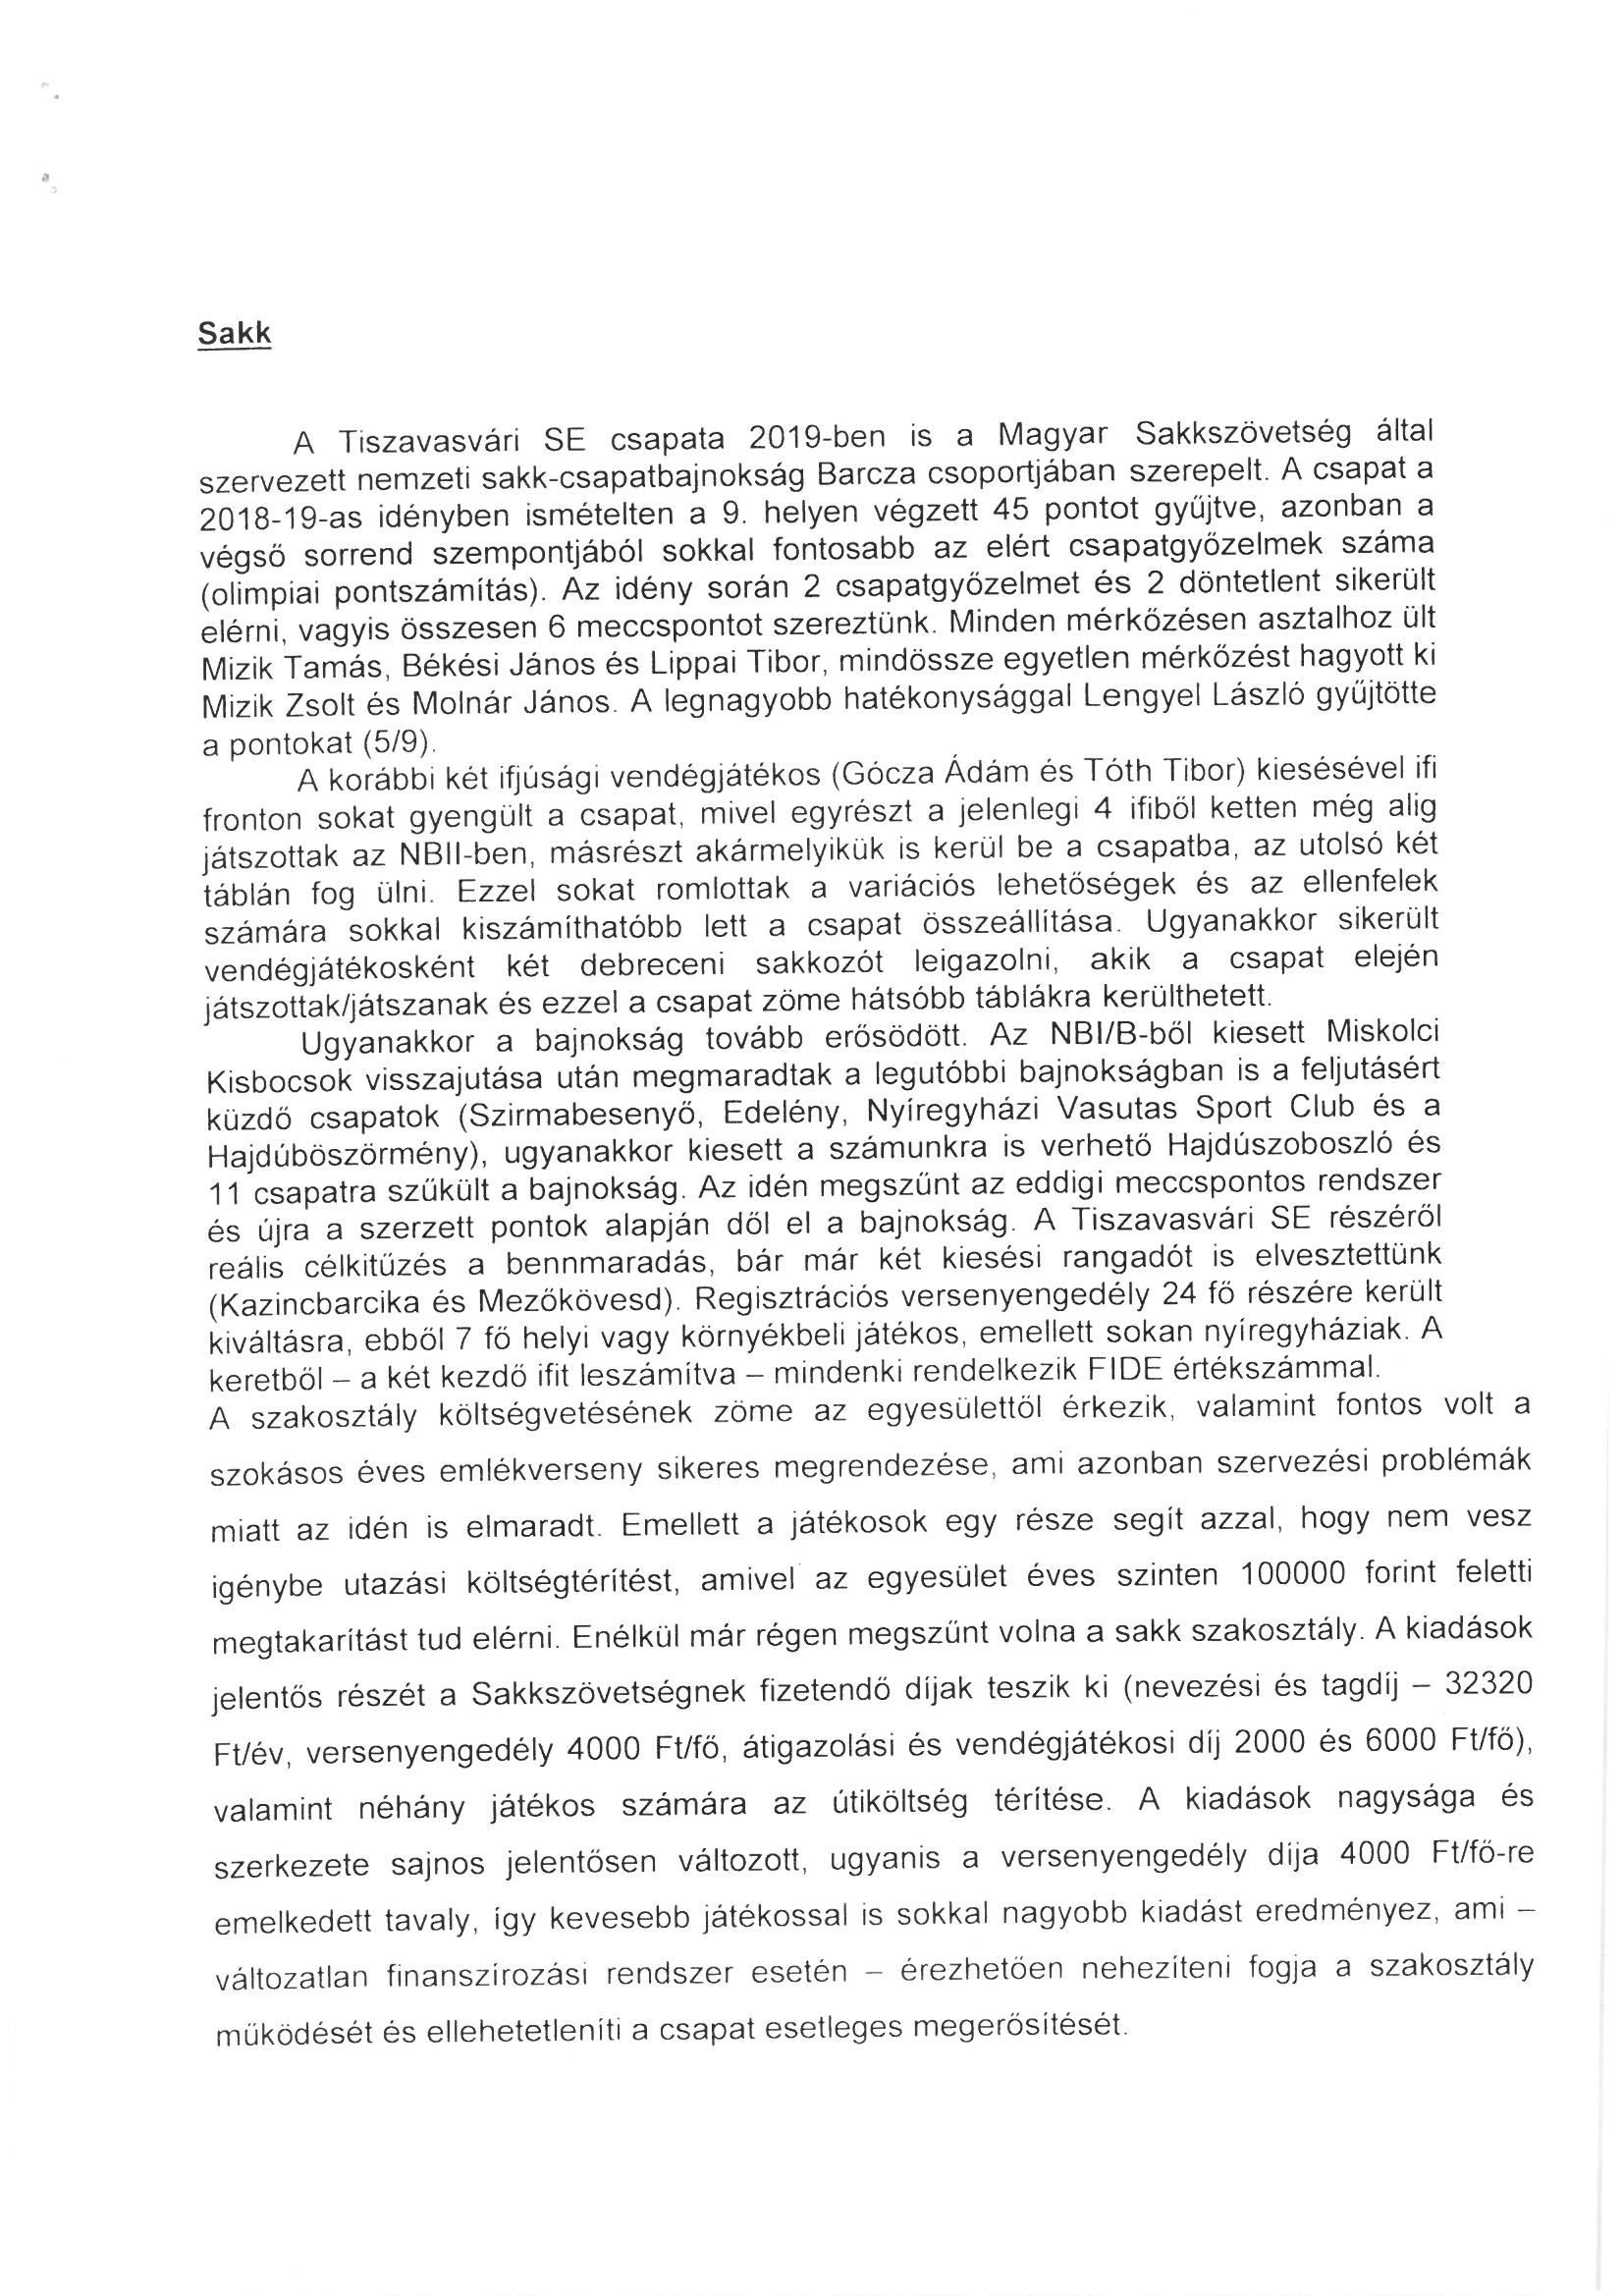 Sakk
A Tiszavasvári SE csapata 2019-ben is a Magyar Sakkszövetség által
szervezett nemzeti sakk-csapatbajnokság Barcza csoportjában szerepelt. A csapat a
2018-19-as idényben ismételten a 9. helyen végzett 45 pontot gyűjtve, azonban a
végső sorrend szempontjából sokkal fontosabb az elért csapatgyőzelmek száma
(olimpiai pontszámítás). Az idény során 2 csapatgyőzelmet és 2 döntetlent sikerült
elérni, vagyis összesen 6 meccspontot szereztünk. Minden mérkőzésen asztalhoz ült
Mizik Tamás, Békési János és Lippai Tibor, mindössze egyetlen mérkőzést hagyott ki
Mizik Zsolt és Molnár János. A legnagyobb hatékonysággal Lengyel László gyűjtötte
a pontokat (5/9).
A korábbi két ifjúsági vendégjátékos (Gócza Ádám és Tóth Tibor) kiesésével ifi
fronton sokat gyengült a csapat, mivel egyrészt a jelenlegi 4 ifiből ketten még alig
játszottak az NBII-ben, másrészt akármelyikük is kerül be a csapatba, az utolsó két
táblán fog ülni. Ezzel sokat romlottak a variációs lehetőségek és az ellenfelek
számára sokkal kiszámíthatóbb lett a csapat összeállítása. Ugyanakkor sikerült
vendégjátékosként két debreceni sakkozót leigazolni, akik a csapat elején
játszottak/játszanak és ezzel a csapat zöme hátsóbb táblákra kerülthetett.
Ugyanakkor a bajnokság tovább erősödött. Az NBI/B-ből kiesett Miskolci
Kisbocsok visszajutása után megmaradtak a legutóbbi bajnokságban is a feljutásért
küzdő csapatok (Szirmabesenyő, Edelény, Nyíregyházi Vasutas Sport Club és a
Hajdúböszörmény), ugyanakkor kiesett a számunkra is verhető Hajdúszoboszló és
11 csapatra szűkült a bajnokság. Az idén megszűnt az eddigi meccspontos rendszer
és újra a szerzett pontok alapján dől el a bajnokság. A Tiszavasvári SE részéről
reális célkitűzés a bennmaradás, bár már két kiesési rangadót is elvesztettünk
(Kazincbarcika és Mezőkövesd). Regisztrációs versenyengedély 24 fő részére került
kiváltásra, ebből 7 fő helyi vagy környékbeli játékos, emellett sokan nyíregyháziak. A
keretből – a két kezdő ifit leszámítva – mindenki rendelkezik FIDE értékszámmal.
A szakosztály költségvetésének zöme az egyesülettől érkezik, valamint fontos volt a
szokásos éves emlékverseny sikeres megrendezése, ami azonban szervezési problémák
miatt az idén is elmaradt. Emellett a játékosok egy része segít azzal, hogy nem vesz
igénybe utazási költségtérítést, amivel az egyesület éves szinten 100000 forint feletti
megtakarítást tud elérni. Enélkül már régen megszűnt volna a sakk szakosztály. A kiadások
jelentős részét a Sakkszövetségnek fizetendő díjak teszik ki (nevezési és tagdíj – 32320
Ft/év, versenyengedély 4000 Ft/fő, átigazolási és vendégjátékosi díj 2000 és 6000 Ft/fő),
valamint néhány játékos számára az útiköltség térítése. A kiadások nagysága és
szerkezete sajnos jelentősen változott, ugyanis a versenyengedély díja 4000 Ft/fő-re
emelkedett tavaly, így kevesebb játékossal is sokkal nagyobb kiadást eredményez, ami –
változatlan finanszírozási rendszer esetén – érezhetően nehezíteni fogja a szakosztály
működését és ellehetetleníti a csapat esetleges megerősítését.